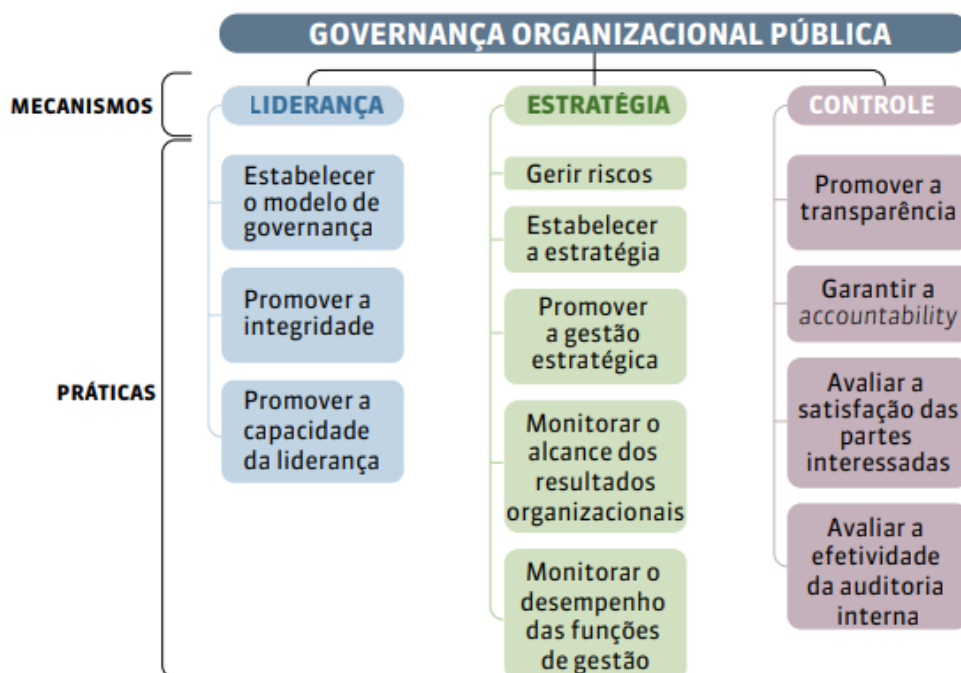 GOVERNANÇA ORGANIZACIONAL PÚBLICA
MECANISMOS
LIDERANÇA
ESTRATÉGIA
CONTROLE
PRÁTICAS
Estabelecer
o modelo de
governança
Promover a
integridade
Promover a
capacidade
da liderança
Gerir riscos
Estabelecer
a estratégia
Promover
a gestão
estratégica
Monitorar o
alcance dos
resultados
organizacionais
Monitorar o
desempenho
das funções
de gestão
Promover a
transparência
Garantir a
accountability
Avaliar a
satisfação das
partes
interessadas
Avaliar a
efetividade
da auditoria
interna